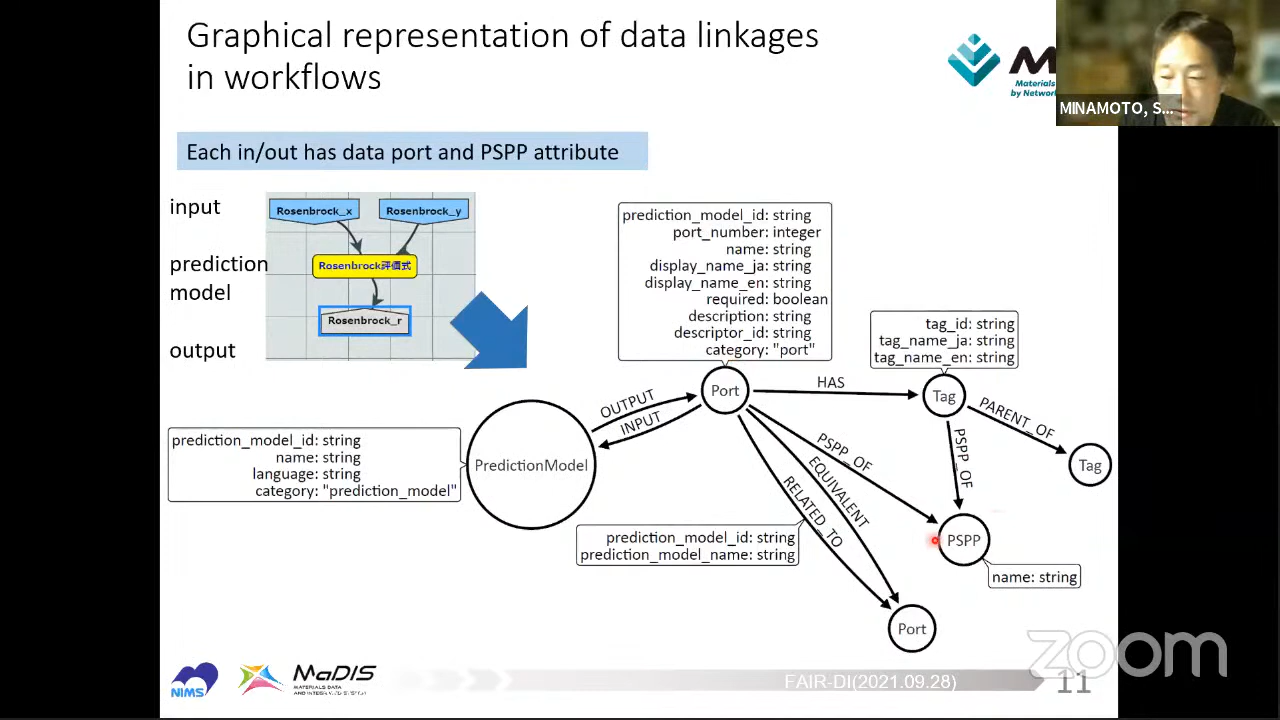 Graphical representation of data linkages
in workflows
M
Materials
by Network
MINAMOTO, S...
Each in/out has data port and PSPP attribute
input
prediction
model
output
Rosenbrock_x
Rosenbrock_y
Rosenbrock評価式
Rosenbrock_r
prediction_model_id: string
port_number: integer
name: string
display_name_ja: string
display_name_en: string
required: boolean
description: string
descriptor_id: string
category: "port"
tag_id: string
tag_name_ja: string
tag_name_en: string
Port
HAS
Tag
PARENT_OF
Tag
OUTPUT
INPUT
PSPP_OF
EQUIVALENT
RELATED_TO
PSPP_OF
prediction_model_id: string
name: string
language: string
category: "prediction_model"
PredictionModel
prediction_model_id: string
prediction_model_name: string
PSPP
name: string
Port
zoom
NIMS
MaDIS
FAIR-DI(2021.09.28)
11